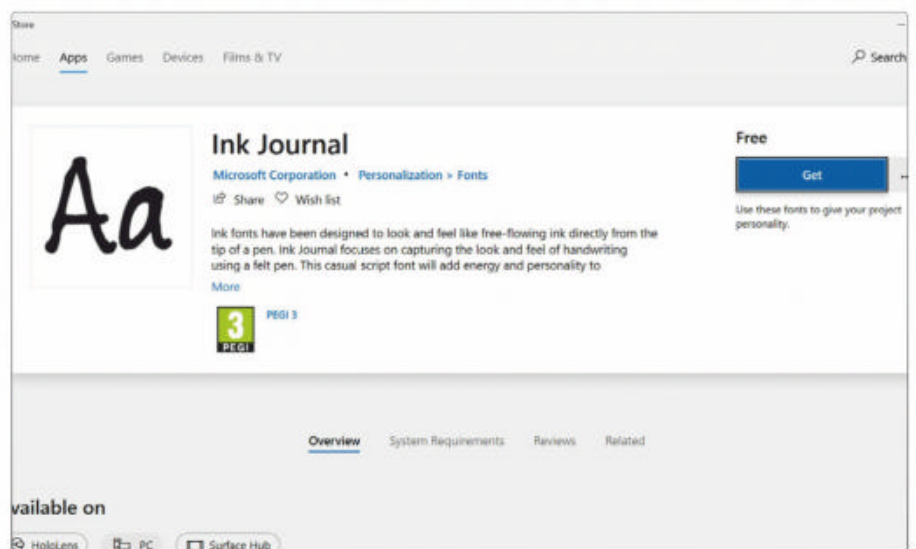 Store
Home Apps Games Devices Films & TV Search
Aa
Ink Journal
Microsoft Corporation • Personalization > Fonts
Share Wish list
Ink fonts have been designed to look and feel like free-flowing ink directly from the
tip of a pen. Ink Journal focuses on capturing the look and feel of handwriting
using a felt pen. This casual script font will add energy and personality to
More
3
PEGI
PEGI 3
Free
Get
Use these fonts to give your project
personality.
Overview System Requirements Reviews Related
vailable on
HoloLens PC Surface Hub